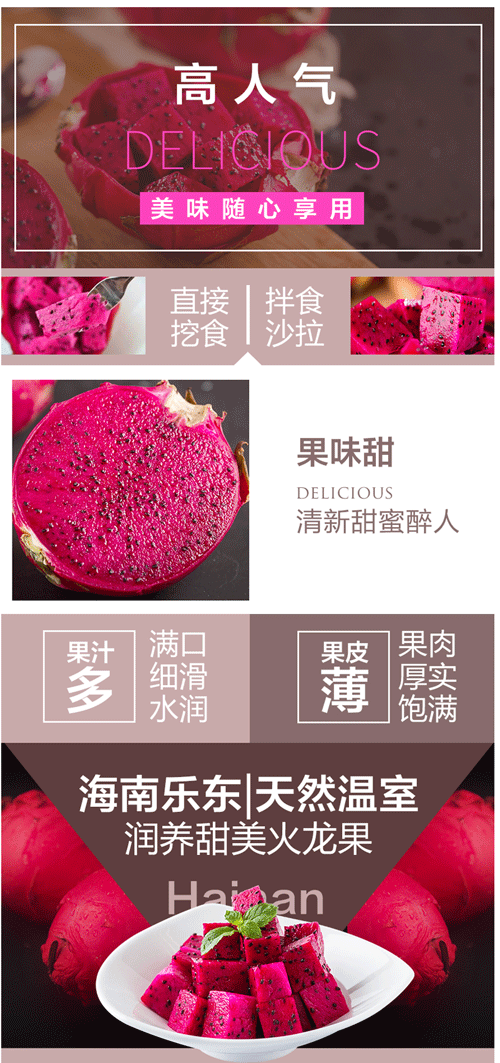 高人气
DELICIOUS
美味随心享用
直接
挖食
拌食
沙拉
果味甜
DELICIOUS
清新甜蜜醉人
果汁
多
满口
细滑
水润
果皮
薄
果肉
厚实
饱满
海南乐东|天然温室
润养甜美火龙果
Hainan